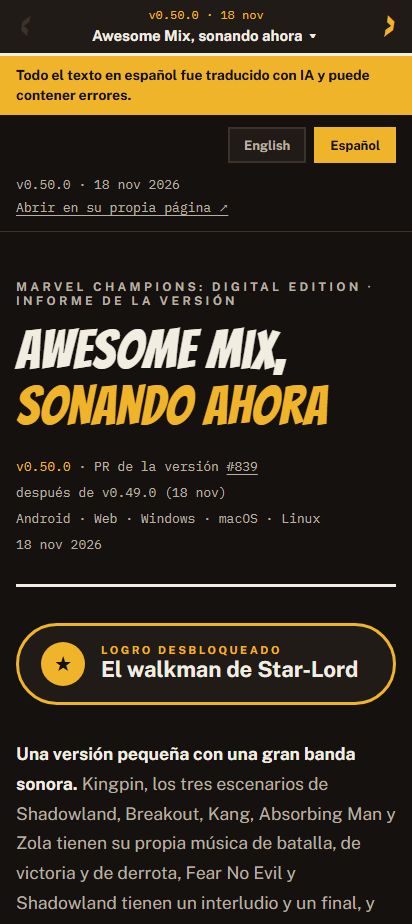 v0.50.0 · 18 nov
Awesome Mix, sonando ahora
Todo el texto en español fue traducido con IA y puede
contener errores.
English
Español
v0.50.0 · 18 nov 2026
Abrir en su propia página ↗
MARVEL CHAMPIONS: DIGITAL EDITION ·
INFORME DE LA VERSIÓN
AWESOME MIX,
SONANDO AHORA
v0.50.0 · PR de la versión #839
después de v0.49.0 (18 nov)
Android · Web · Windows · macOS · Linux
18 nov 2026
LOGRO DESBLOQUEADO
El walkman de Star-Lord
Una versión pequeña con una gran banda
sonora. Kingpin, los tres escenarios de
Shadowland, Breakout, Kang, Absorbing Man y
Zola tienen su propia música de batalla, de
victoria y de derrota, Fear No Evil y
Shadowland tienen un interludio y un final, y